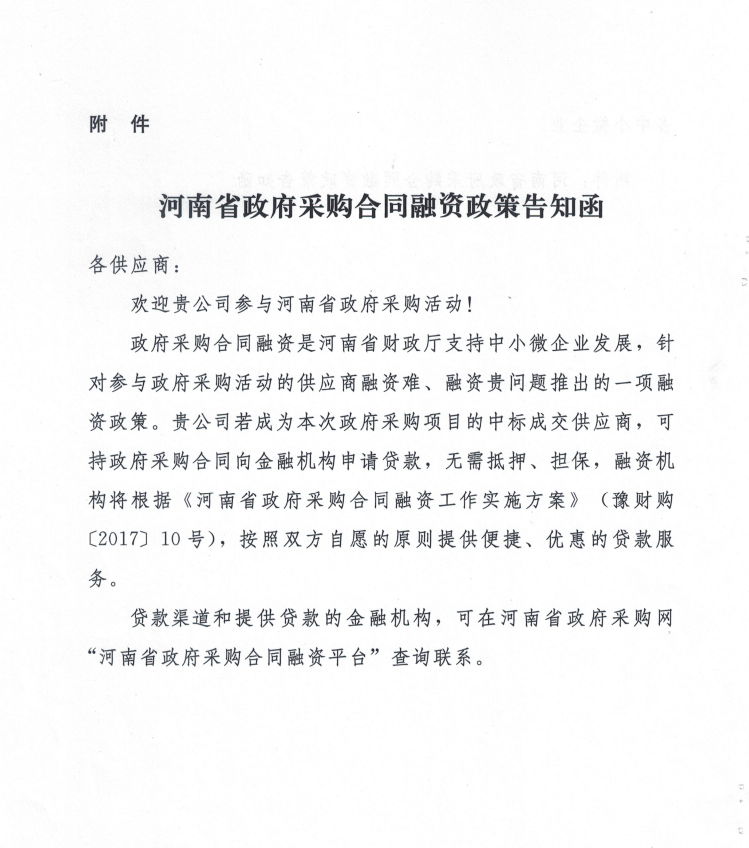 附 件
河南省政府采购合同融资政策告知函
各供应商：
欢迎贵公司参与河南省政府采购活动！
政府采购合同融资是河南省财政厅支持中小微企业发展，针
对参与政府采购活动的供应商融资难、融资贵问题推出的一项融
资政策。贵公司若成为本次政府采购项目的中标成交供应商，可
持政府采购合同向金融机构申请贷款，无需抵押、担保，融资机
构将根据《河南省政府采购合同融资工作实施方案》（豫财购
〔2017〕10 号），按照双方自愿的原则提供便捷、优惠的贷款服
务。
贷款渠道和提供贷款的金融机构，可在河南省政府采购网
“河南省政府采购合同融资平台”查询联系。